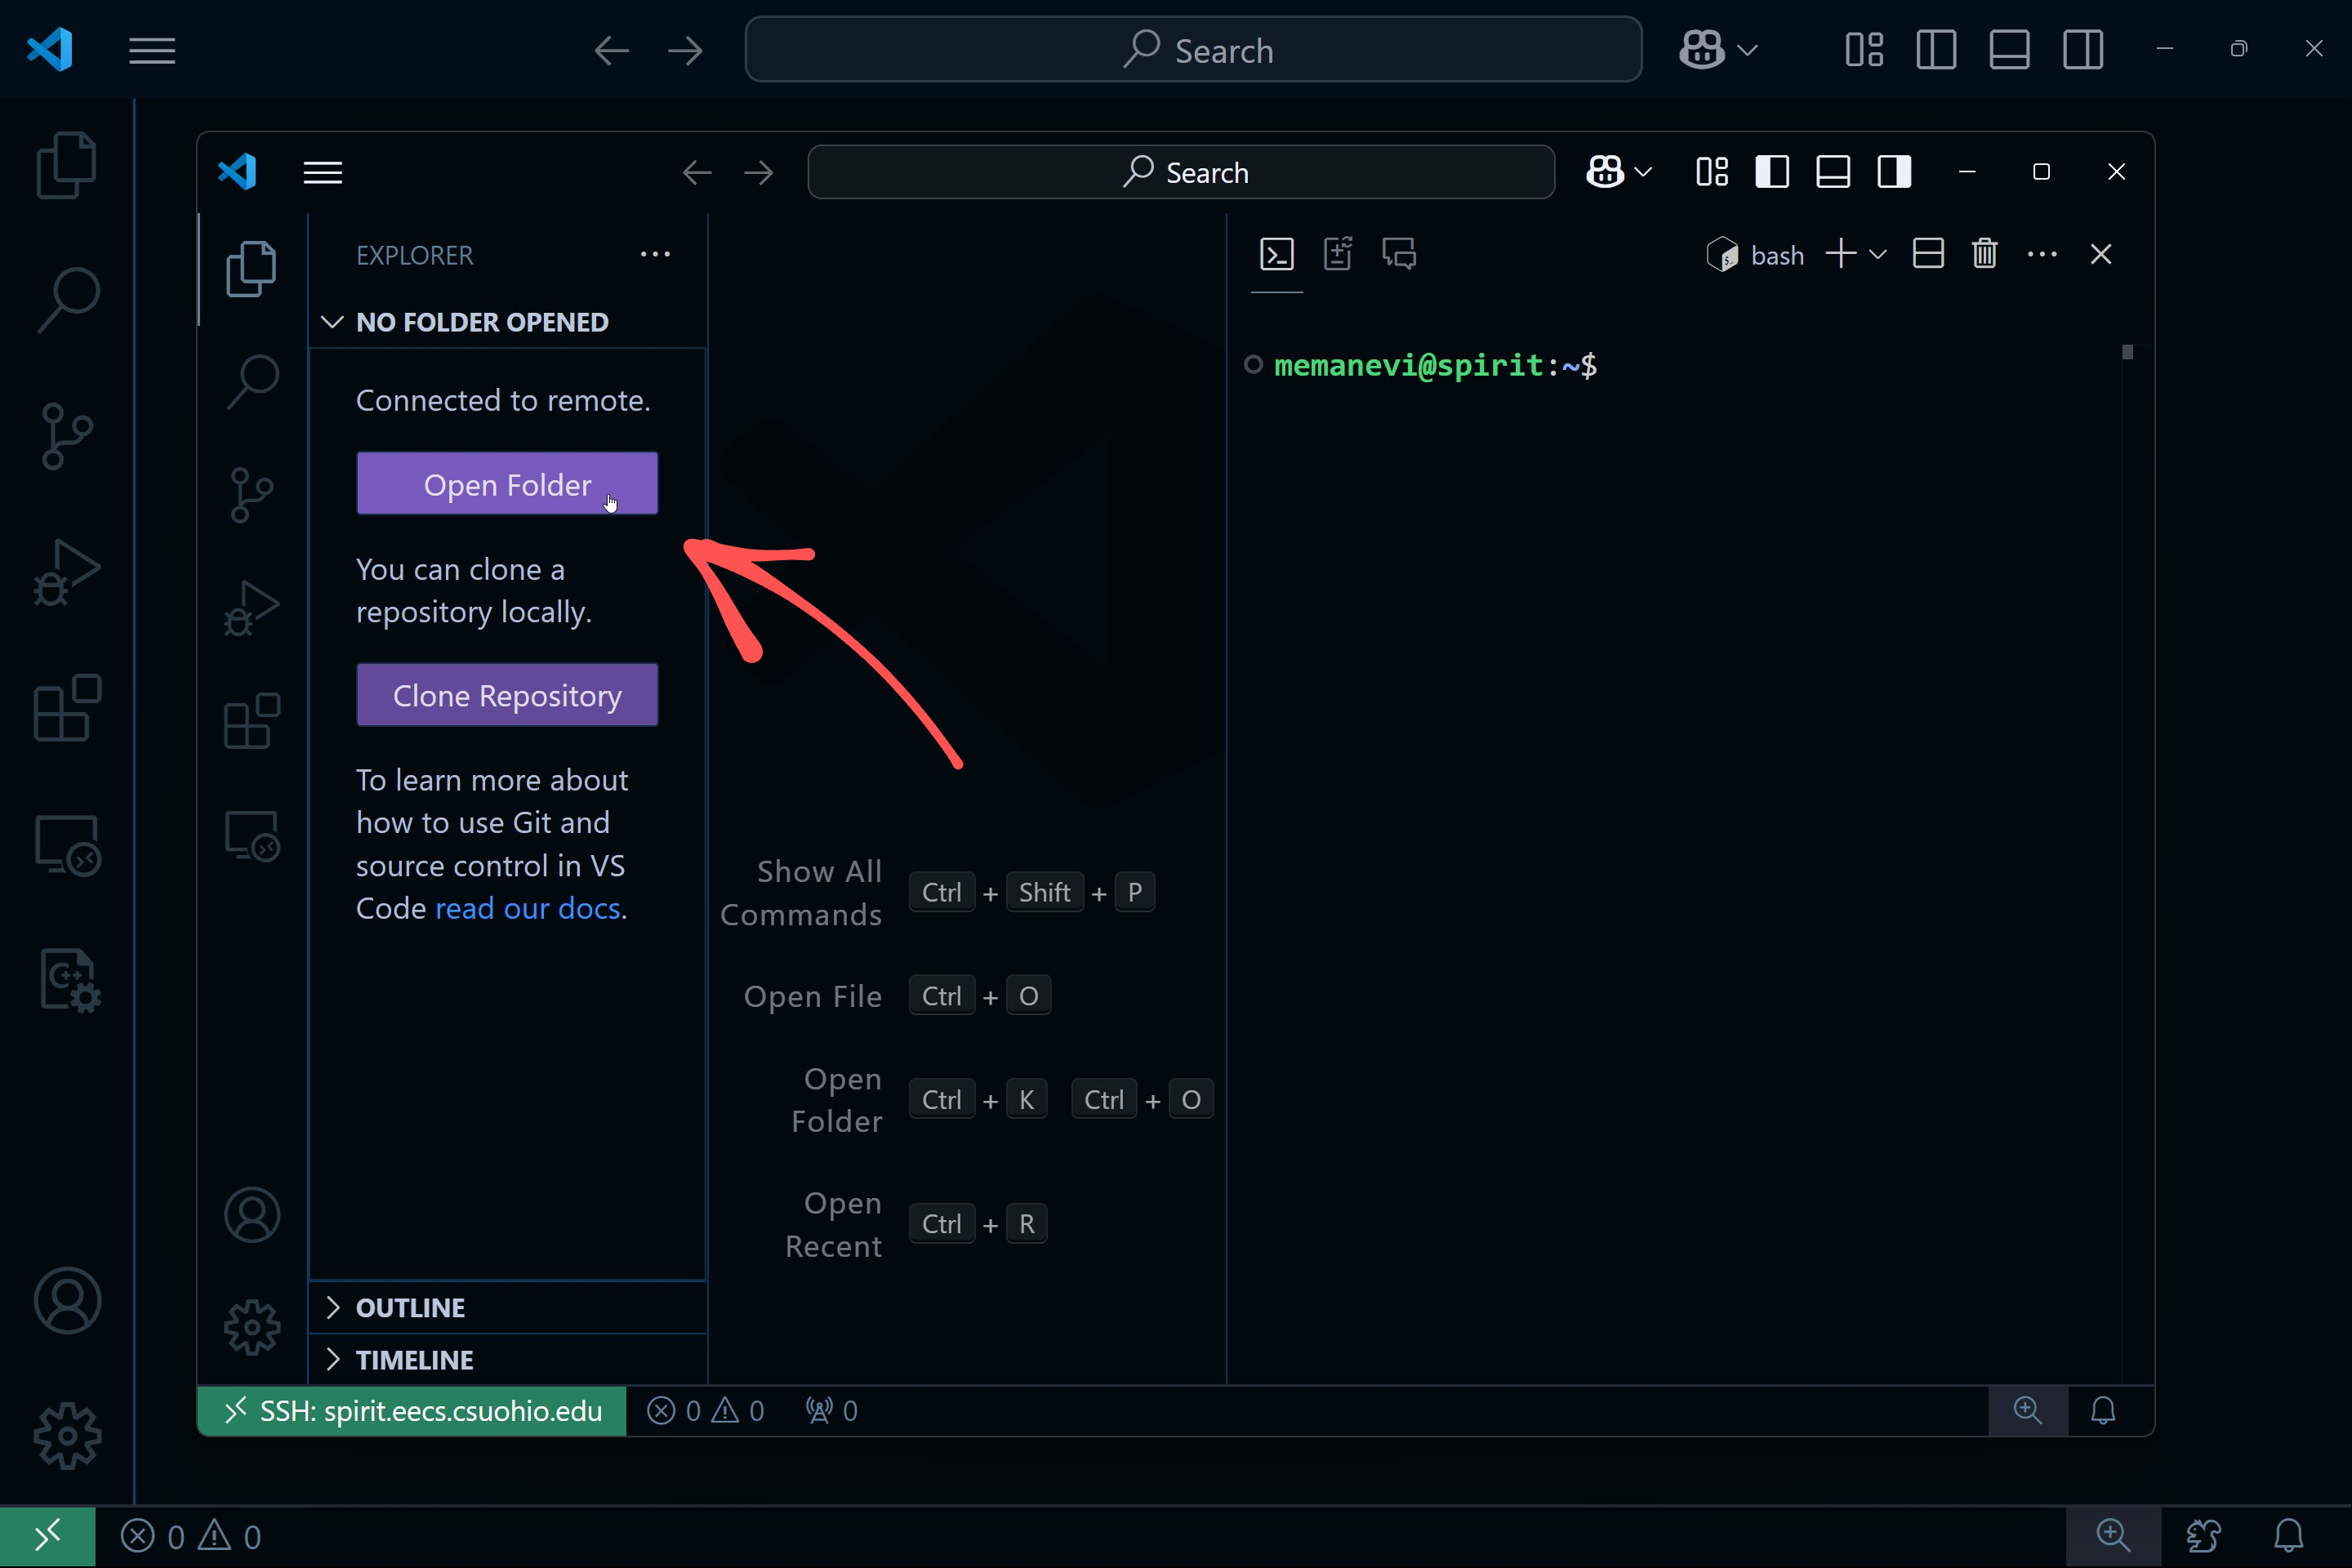 Search
Search
EXPLORER
NO FOLDER OPENED
Connected to remote.
Open Folder
You can clone a
repository locally.
Clone Repository
To learn more about
how to use Git and
source control in VS
Code read our docs.
OUTLINE
TIMELINE
Show All
Commands
Ctrl + Shift + P
Open File
Ctrl + O
Open
Folder
Ctrl + K Ctrl + O
Open
Recent
Ctrl + R
bash
memanevi@spirit:~$
SSH: spirit.eecs.csuohio.edu
0 0 0
0 0